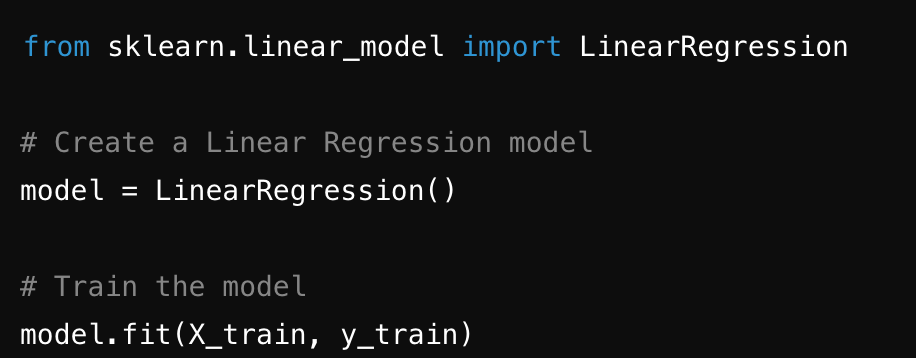 from sklearn.linear_model import LinearRegression
# Create a Linear Regression model
model = LinearRegression()
# Train the model
model.fit(X_train, y_train)